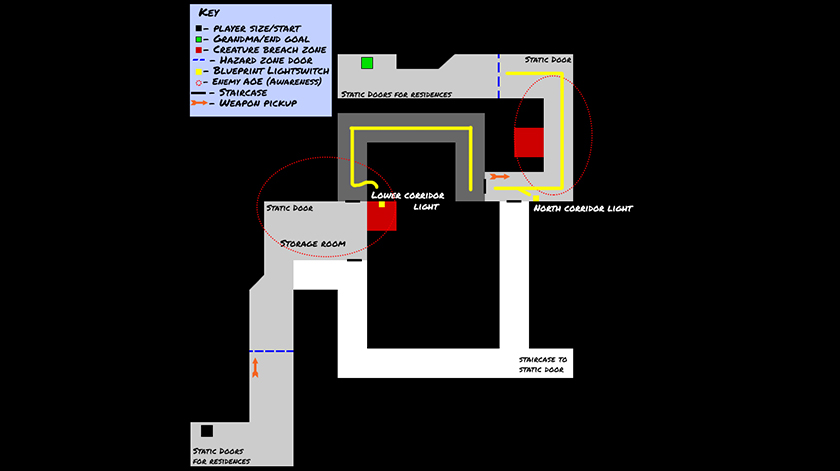 Key
- player size/start
- Grandma/end goal
- Creature breach zone
- Hazard zone door
- Blueprint Lightswitch
- Enemy AOE (Awareness)
- Staircase
- Weapon pickup
Static Door
Static Doors for residences
Lower corridor
light
North corridor light
Static Door
Storage room
staircase to
static door
Static Doors
for residences